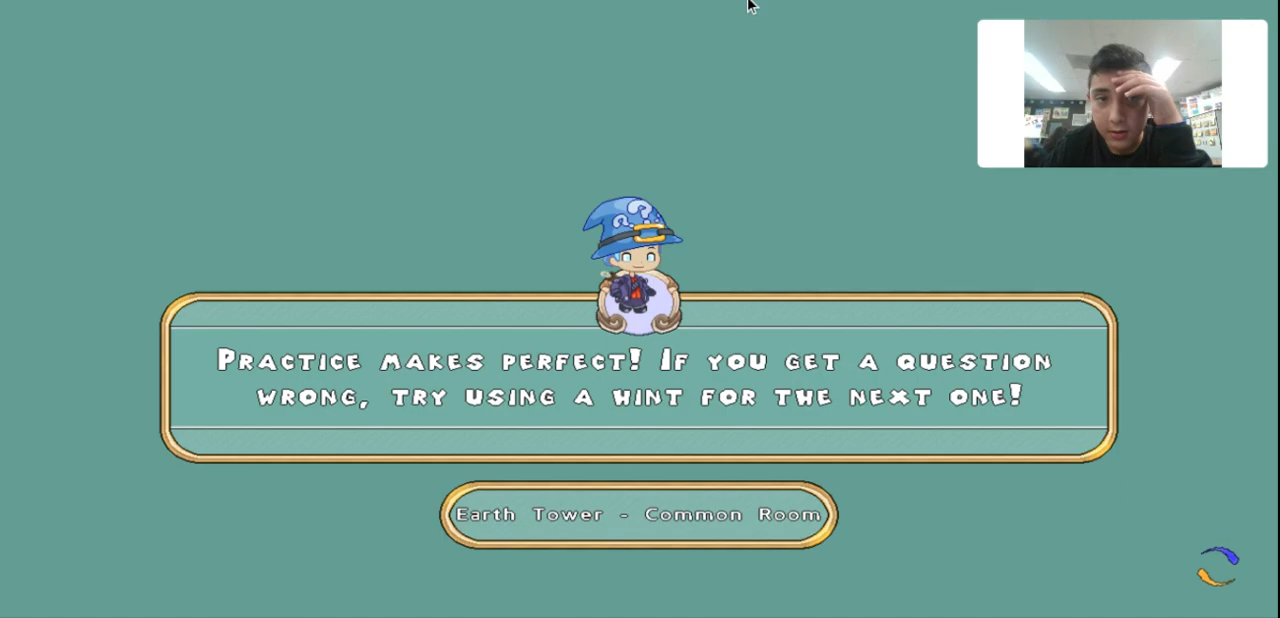 Practice makes perfect! If you get a question
wrong, try using a hint for the next one!
Earth Tower - Common Room